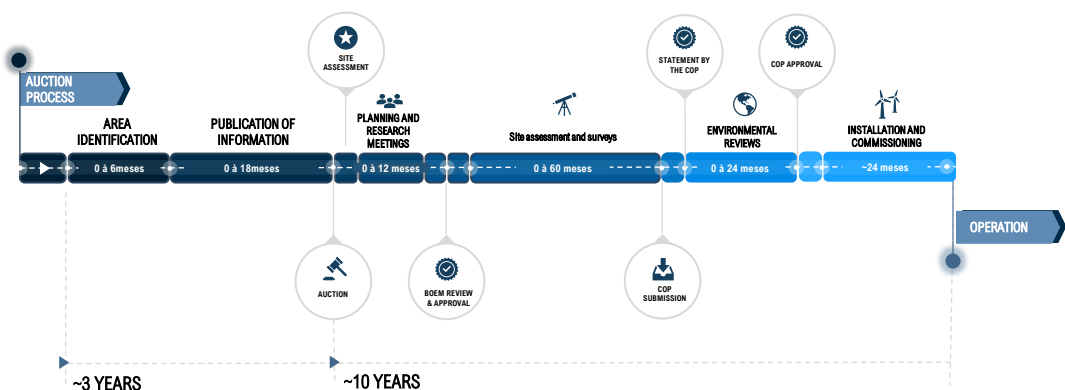 SITE
ASSESSMENT
STATEMENT BY
THE COP
COP APPROVAL
AUCTION
PROCESS
AREA
IDENTIFICATION
PUBLICATION OF
INFORMATION
PLANNING AND
RESEARCH
MEETINGS
Site assessment and surveys
ENVIRONMENTAL
REVIEWS
INSTALLATION AND
COMMISSIONING
0 à 6meses
0 à 18meses
0 à 12 meses
0 à 60 meses
0 à 24 meses
~24 meses
OPERATION
AUCTION
BOEM REVIEW
& APPROVAL
COP
SUBMISSION
~3 YEARS
~10 YEARS